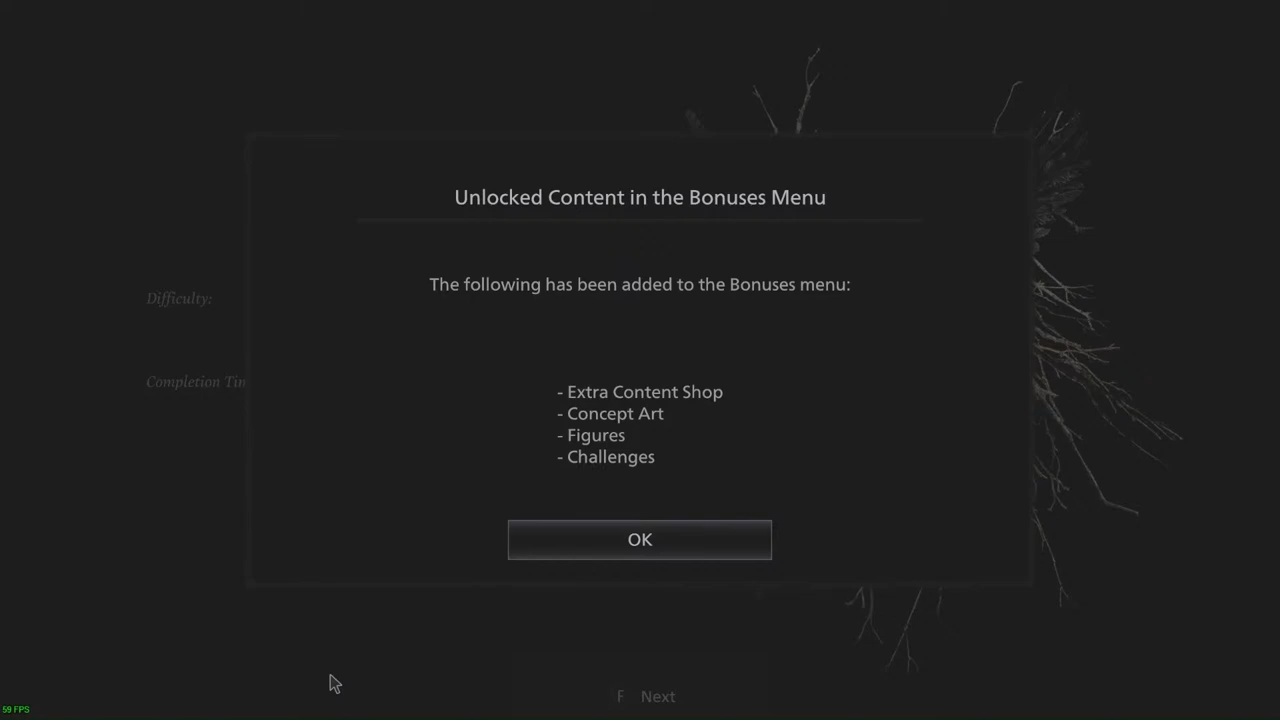 Unlocked Content in the Bonuses Menu
The following has been added to the Bonuses menu:
Difficulty:
Completion Tim
- Extra Content Shop
- Concept Art
- Figures
- Challenges
OK
F Next
59 FPS